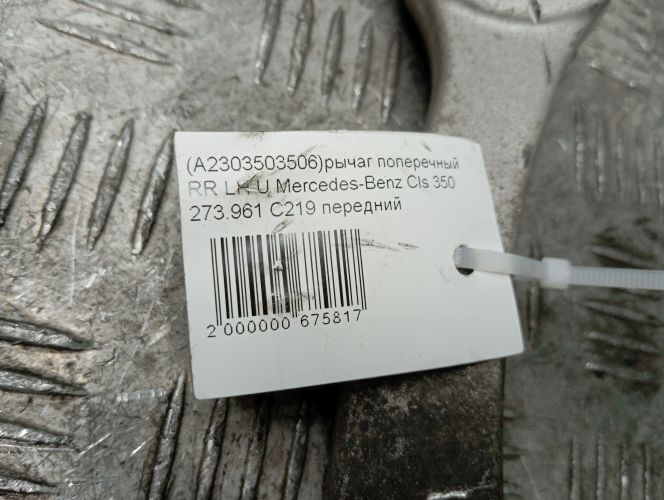 (A2303503506)рычаг поперечный
RR LH U Mercedes-Benz Cls 350
273.961 C219 передний
2 000000 675817